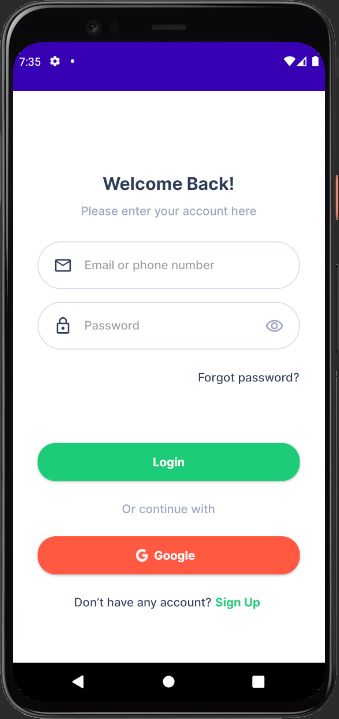 7:35
Welcome Back!
Please enter your account here
Email or phone number
Password
Forgot password?
Login
Or continue with
G Google
Don't have any account? Sign Up